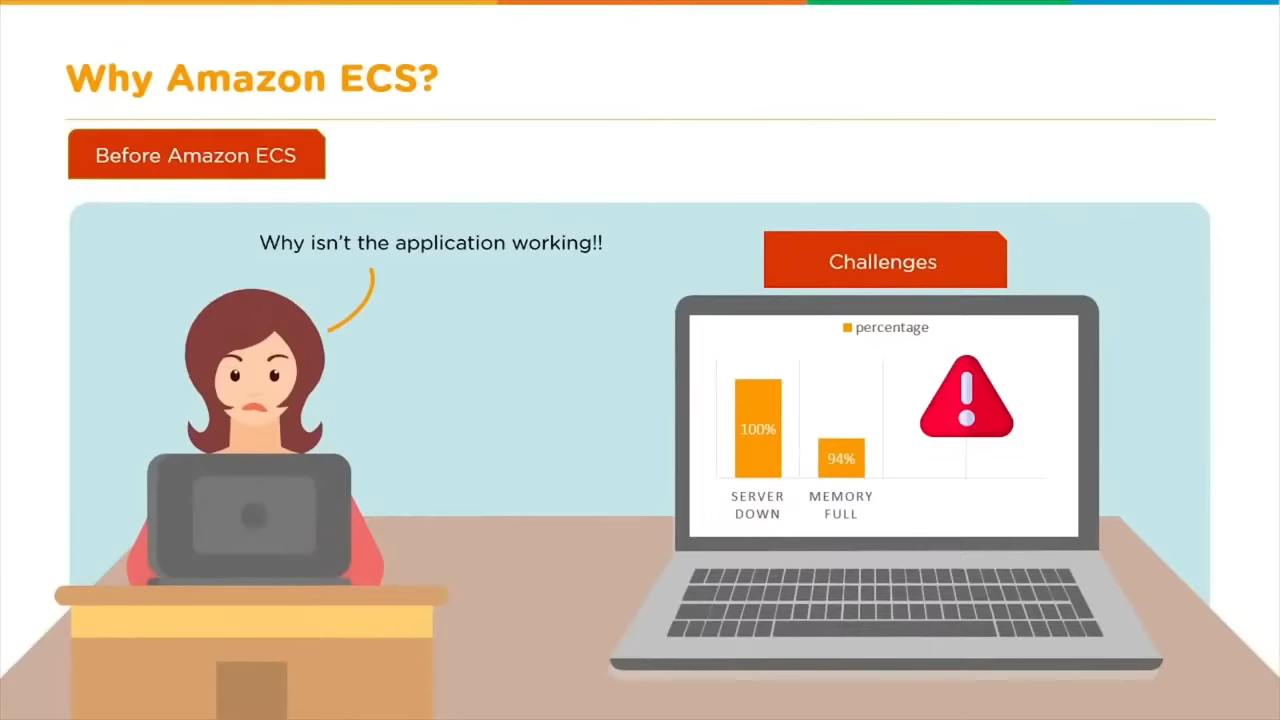 Why Amazon ECS?
Before Amazon ECS
Why isn't the application working!!
Challenges
percentage
100%
94%
SERVER
DOWN
MEMORY
FULL